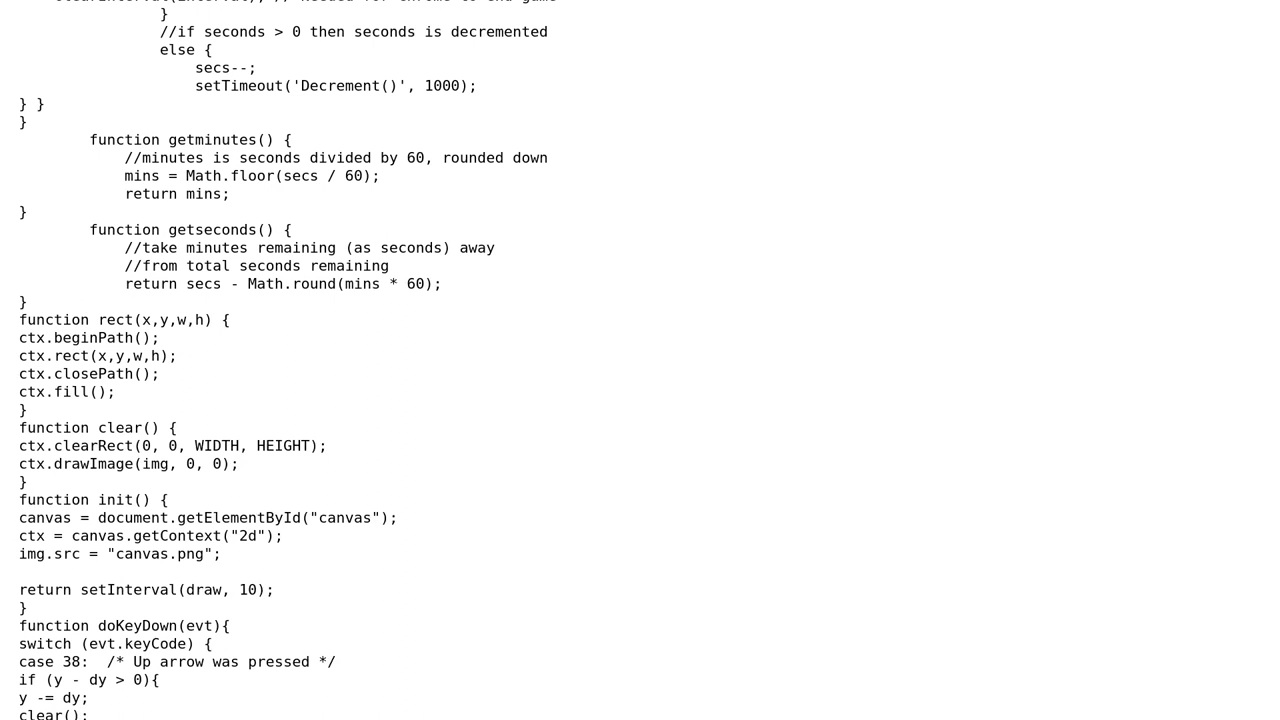 }
//if seconds > 0 then seconds is decremented
else {
secs--;
setTimeout('Decrement()', 1000);
} }
}
function getminutes() {
//minutes is seconds divided by 60, rounded down
mins = Math.floor(secs / 60);
return mins;
}
function getseconds() {
//take minutes remaining (as seconds) away
//from total seconds remaining
return secs - Math.round(mins * 60);
}
function rect(x,y,w,h) {
ctx.beginPath();
ctx.rect(x,y,w,h);
ctx.closePath();
ctx.fill();
}
function clear() {
ctx.clearRect(0, 0, WIDTH, HEIGHT);
ctx.drawImage(img, 0, 0);
}
function init() {
canvas = document.getElementById("canvas");
ctx = canvas.getContext("2d");
img.src = "canvas.png";

return setInterval(draw, 10);
}
function doKeyDown(evt){
switch (evt.keyCode) {
case 38:  /* Up arrow was pressed */
if (y - dy > 0){
y -= dy;
clear();